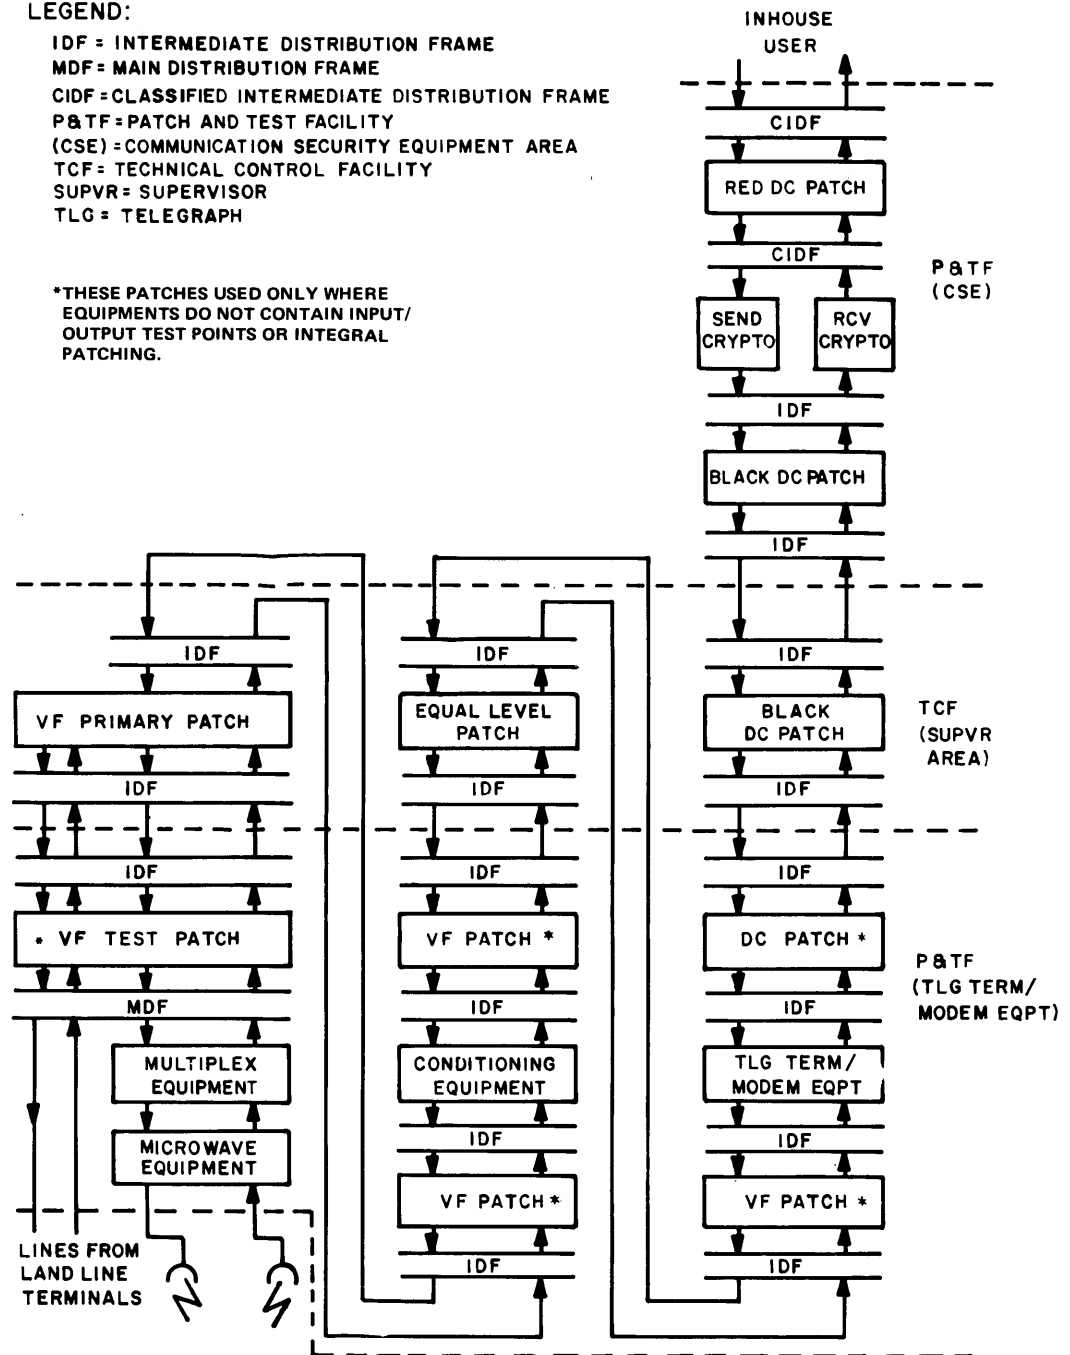 LEGEND:
IDF = INTERMEDIATE DISTRIBUTION FRAME
MDF = MAIN DISTRIBUTION FRAME
CIDF = CLASSIFIED INTERMEDIATE DISTRIBUTION FRAME
P&TF = PATCH AND TEST FACILITY
(CSE) = COMMUNICATION SECURITY EQUIPMENT AREA
TCF = TECHNICAL CONTROL FACILITY
SUPVR = SUPERVISOR
TLG = TELEGRAPH
*THESE PATCHES USED ONLY WHERE
EQUIPMENTS DO NOT CONTAIN INPUT/
OUTPUT TEST POINTS OR INTEGRAL
PATCHING.
INHOUSE
USER
CIDF
RED DC PATCH
CIDF
P&TF
(CSE)
SEND
CRYPTO
RCV
CRYPTO
IDF
BLACK DC PATCH
IDF
IDF
VF PRIMARY PATCH
IDF
IDF
* VF TEST PATCH
MDF
MULTIPLEX
EQUIPMENT
MICROWAVE
EQUIPMENT
LINES FROM
LAND LINE
TERMINALS
IDF
EQUAL LEVEL
PATCH
IDF
IDF
VF PATCH *
IDF
CONDITIONING
EQUIPMENT
IDF
VF PATCH *
IDF
IDF
BLACK
DC PATCH
IDF
IDF
DC PATCH *
IDF
TLG TERM/
MODEM EQPT
IDF
VF PATCH *
IDF
TCF
(SUPVR
AREA)
P&TF
(TLG TERM/
MODEM EQPT)